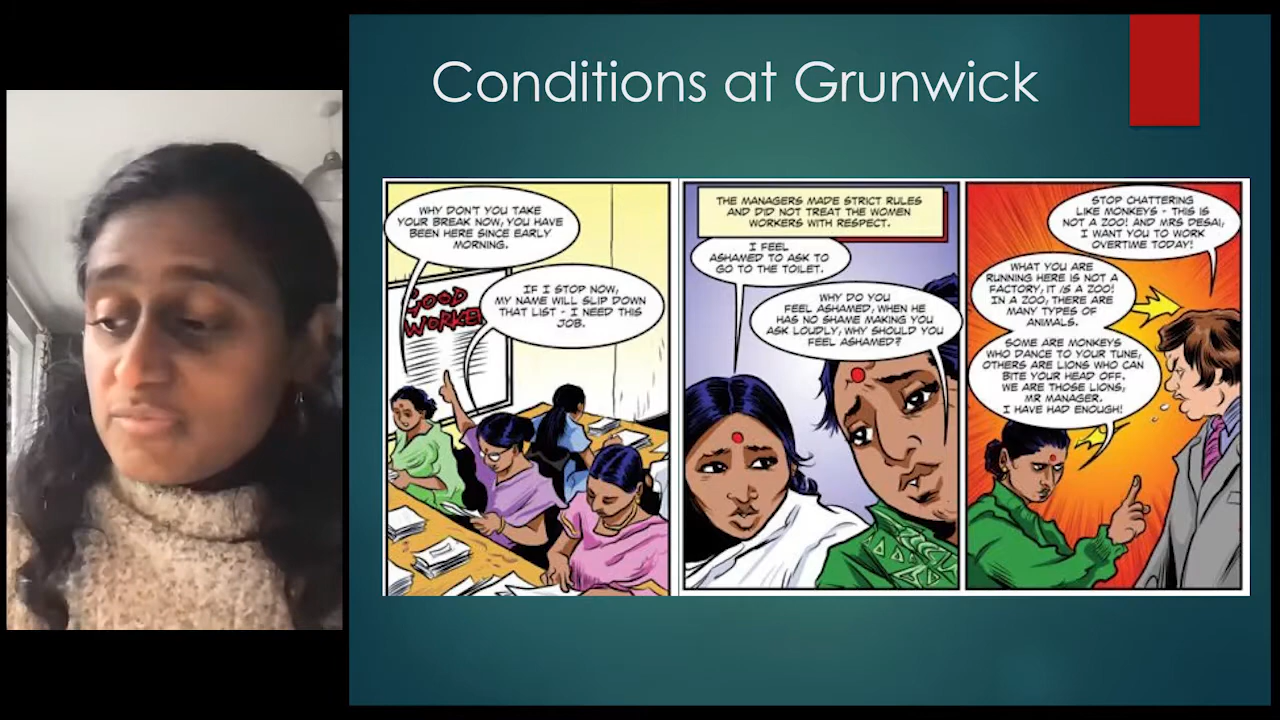 Conditions at Grunwick
WHY DON'T YOU TAKE
YOUR BREAK NOW, YOU HAVE
BEEN HERE SINCE EARLY
MORNING.
IF I STOP NOW,
MY NAME WILL SLIP DOWN
THAT LIST - I NEED THIS
JOB.
GOOD
WORKER
THE MANAGERS MADE STRICT RULES
AND DID NOT TREAT THE WOMEN
WORKERS WITH RESPECT.
I FEEL
ASHAMED TO ASK TO
GO TO THE TOILET.
WHY DO YOU
FEEL ASHAMED, WHEN HE
HAS NO SHAME MAKING YOU
ASK LOUDLY, WHY SHOULD YOU
FEEL ASHAMED?
STOP CHATTERING
LIKE MONKEYS - THIS IS
NOT A ZOO! AND MRS DESAI,
I WANT YOU TO WORK
OVERTIME TODAY!
WHAT YOU ARE
RUNNING HERE IS NOT A
FACTORY, IT IS A ZOO!
IN A ZOO, THERE ARE
MANY TYPES OF
ANIMALS.
SOME ARE MONKEYS
WHO DANCE TO YOUR TUNE,
OTHERS ARE LIONS WHO CAN
BITE YOUR HEAD OFF.
WE ARE THOSE LIONS,
MR MANAGER.
I HAVE HAD ENOUGH!